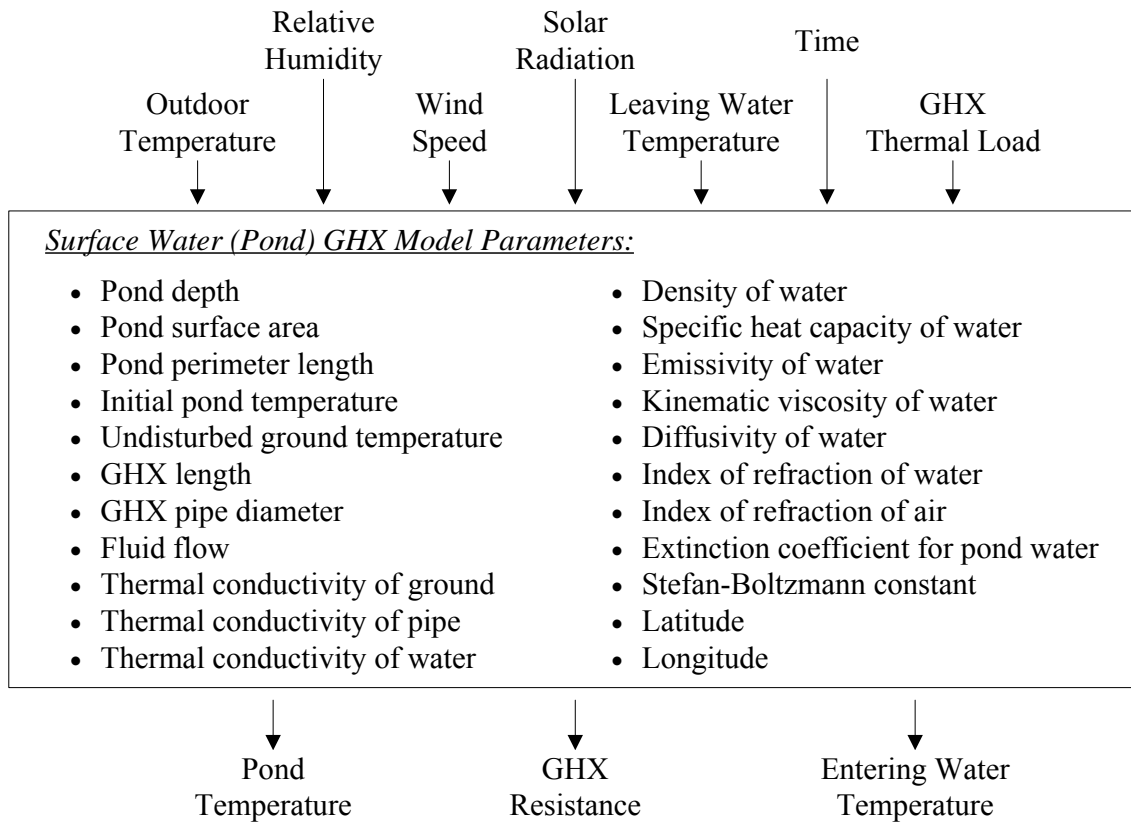 Relative
Humidity
Solar
Radiation
Time
Outdoor
Temperature
Wind
Speed
Leaving Water
Temperature
GHX
Thermal Load
Surface Water (Pond) GHX Model Parameters:
• Pond depth
• Pond surface area
• Pond perimeter length
• Initial pond temperature
• Undisturbed ground temperature
• GHX length
• GHX pipe diameter
• Fluid flow
• Thermal conductivity of ground
• Thermal conductivity of pipe
• Thermal conductivity of water
• Density of water
• Specific heat capacity of water
• Emissivity of water
• Kinematic viscosity of water
• Diffusivity of water
• Index of refraction of water
• Index of refraction of air
• Extinction coefficient for pond water
• Stefan-Boltzmann constant
• Latitude
• Longitude
Pond
Temperature
GHX
Resistance
Entering Water
Temperature